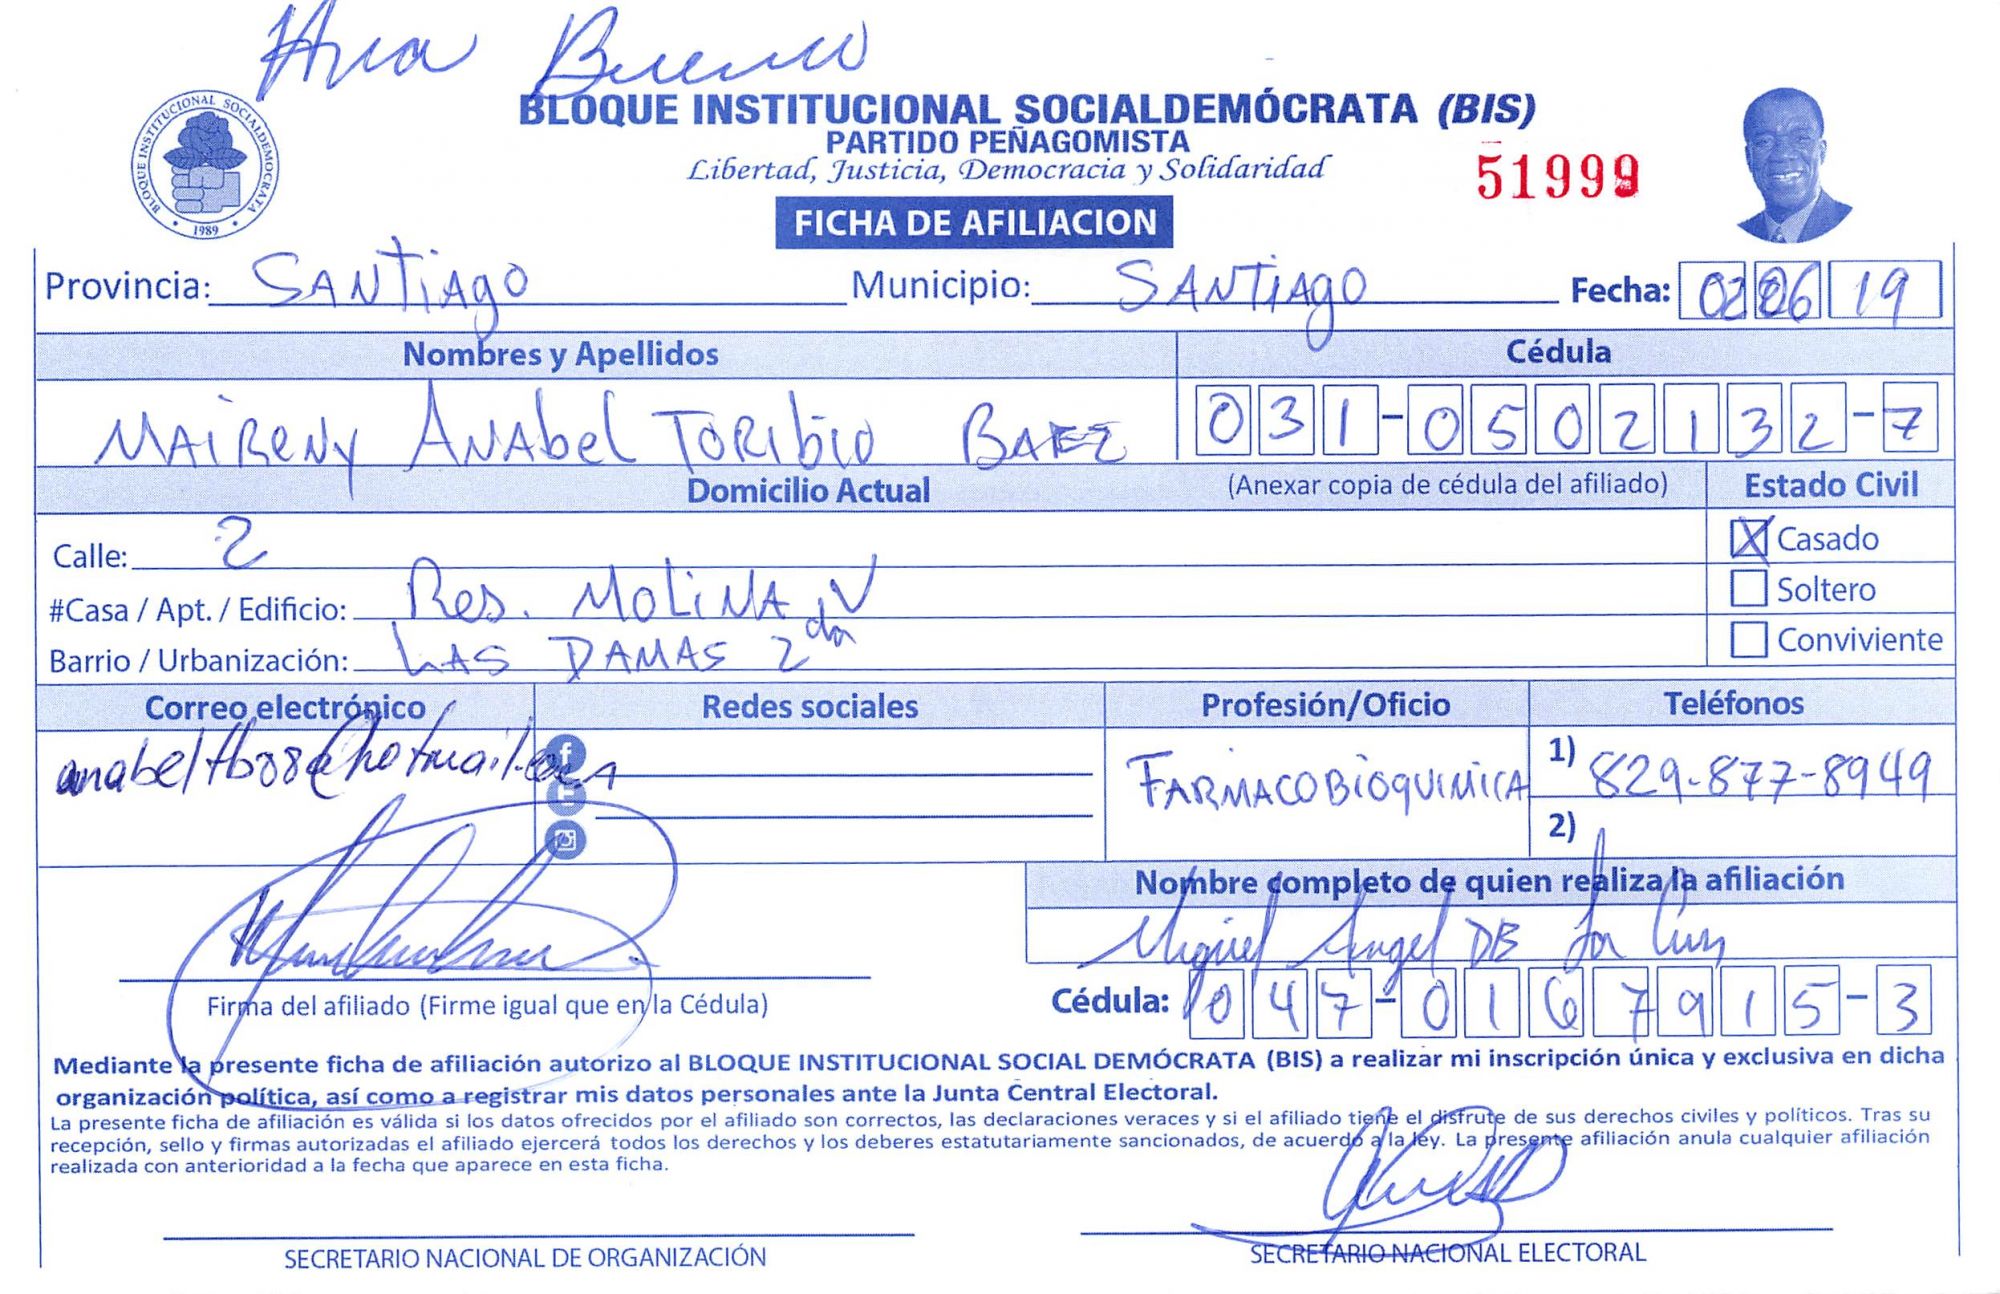 Ana Bueno
BLOQUE INSTITUCIONAL SOCIALDEMÓCRATA (BIS)
PARTIDO PEÑAGOMISTA
Libertad, Justicia, Democracia y Solidaridad
51999
FICHA DE AFILIACION
BLOQUE INSTITUCIONAL SOCIALDEMOCRATA
1989
Provincia: SANTIAGO Municipio: SANTIAGO Fecha: 02 06 19
Nombres y Apellidos Cédula
MAIRENY ANABEL TORIBIO BAEZ 031-0502132-7
Domicilio Actual (Anexar copia de cédula del afiliado) Estado Civil
Calle: 2 X Casado
#Casa / Apt. / Edificio: Res. MOLINA IV Soltero
Barrio / Urbanización: LAS DAMAS 2da Conviviente
Correo electrónico Redes sociales Profesión/Oficio Teléfonos
FARMACOBIOQUIMICA 1) 829-877-8949
2)
Nombre completo de quien realiza la afiliación
Miguel Angel DE La Cruz
Firma del afiliado (Firme igual que en la Cédula) Cédula: 047-0167915-3
Mediante la presente ficha de afiliación autorizo al BLOQUE INSTITUCIONAL SOCIAL DEMÓCRATA (BIS) a realizar mi inscripción única y exclusiva en dicha
organización política, así como a registrar mis datos personales ante la Junta Central Electoral.
La presente ficha de afiliación es válida si los datos ofrecidos por el afiliado son correctos, las declaraciones veraces y si el afiliado tiene el disfrute de sus derechos civiles y políticos. Tras su
recepción, sello y firmas autorizadas el afiliado ejercerá todos los derechos y los deberes estatutariamente sancionados, de acuerdo a la ley. La presente afiliación anula cualquier afiliación
realizada con anterioridad a la fecha que aparece en esta ficha.
SECRETARIO NACIONAL DE ORGANIZACIÓN SECRETARIO NACIONAL ELECTORAL